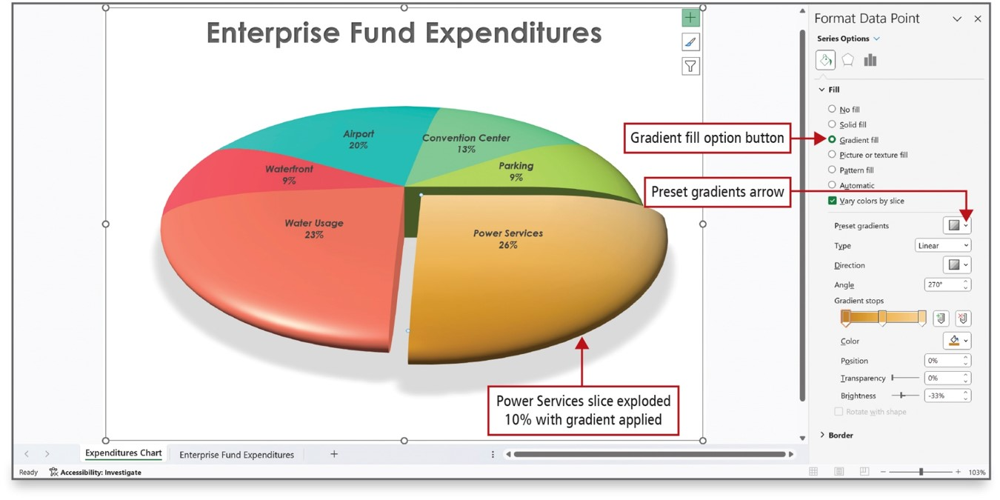 Enterprise Fund Expenditures
Airport
20%
Convention Center
13%
Waterfront
9%
Parking
9%
Water Usage
23%
Power Services
26%
Gradient fill option button
Preset gradients arrow
Power Services slice exploded
10% with gradient applied
Format Data Point
Series Options
Fill
No fill
Solid fill
Gradient fill
Picture or texture fill
Pattern fill
Automatic
Vary colors by slice
Preset gradients
Type Linear
Direction
Angle 270°
Gradient stops
Color
Position 0%
Transparency 0%
Brightness -33%
Rotate with shape
Border
Expenditures Chart Enterprise Fund Expenditures
Ready Accessibility: Investigate 103%